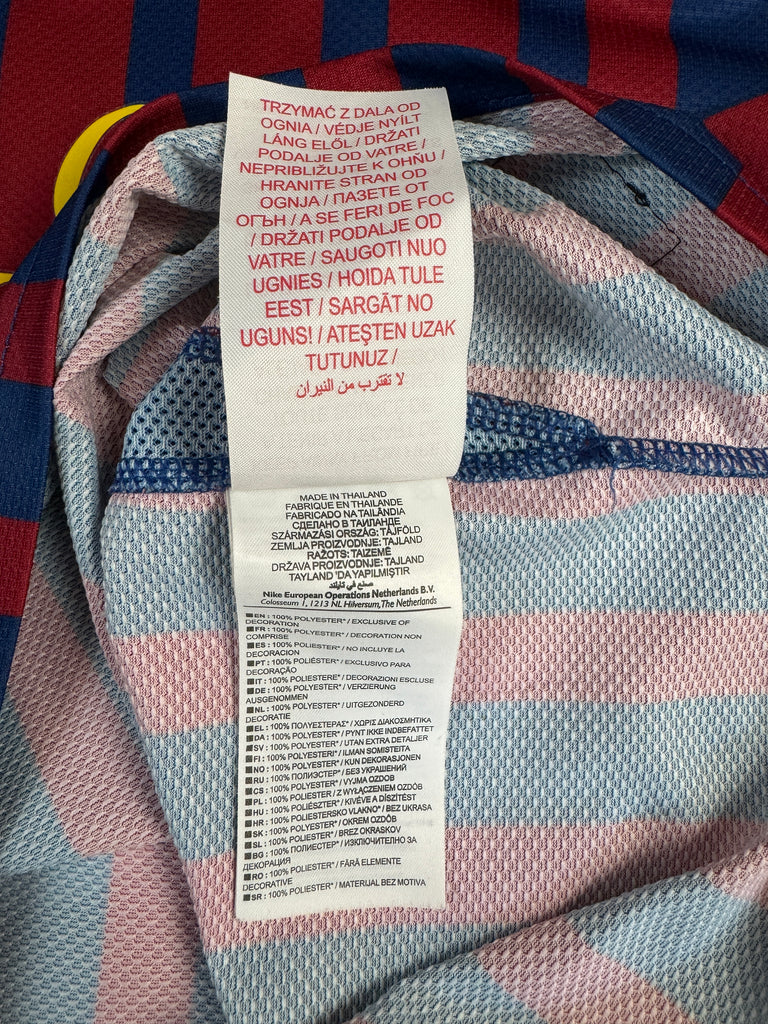 TRZYMAĆ Z DALA OD
OGNIA / VÉDJE NYÍLT
LÁNG ELŐL / DRŽATI
PODALJE OD VATRE /
NEPRIBLIŽUJTE K OHŇU /
HRANITE STRAN OD
OGNJA / ПАЗЕТЕ ОТ
ОГЪН / A SE FERI DE FOC
/ DRŽATI PODALJE OD
VATRE / SAUGOTI NUO
UGNIES / HOIDA TULE
EEST / SARGĀT NO
UGUNS! / ATEŞTEN UZAK
TUTUNUZ /
لا تقترب من النيران
MADE IN THAILAND
FABRIQUE EN THAILANDE
FABRICADO NA TAILÂNDIA
СДЕЛАНО В ТАИЛАНДЕ
SZÁRMAZÁSI ORSZÁG: TÁJFÖLD
ZEMLJA PROIZVODNJE: TAJLAND
RAŽOTS: TAIZEMĒ
DRŽAVA PROIZVODNJE: TAJLAND
TAYLAND 'DA YAPILMIŞTIR
صنع في تايلند
Nike European Operations Netherlands B.V.
Colosseum 1, 1213 NL Hilversum, The Netherlands
EN : 100% POLYESTER* / EXCLUSIVE OF
DECORATION
FR : 100% POLYESTER* / DECORATION NON
COMPRISE
ES : 100% POLIESTER* / NO INCLUYE LA
DECORACION
PT : 100% POLIÉSTER* / EXCLUSIVO PARA
DECORAÇÃO
IT : 100% POLIESTERE* / DECORAZIONI ESCLUSE
DE : 100% POLYESTER* / VERZIERUNG
AUSGENOMMEN
NL : 100% POLYESTER* / UITGEZONDERD
DECORATIE
EL : 100% ΠΟΛΥΕΣΤΕΡΑΣ* / ΧΩΡΙΣ ΔΙΑΚΟΣΜΗΤΙΚΑ
DA : 100% POLYESTER* / PYNT IKKE INDBEFATTET
SV : 100% POLYESTER* / UTAN EXTRA DETALJER
FI : 100% POLYESTERI* / ILMAN SOMISTEITA
NO : 100% POLYESTER* / KUN DEKORASJONEN
RU : 100% ПОЛИЭСТЕР* / БЕЗ УКРАШЕНИЙ
CS : 100% POLYESTER* / VYJMA OZDOB
PL : 100% POLIESTER* / Z WYŁĄCZENIEM OZDÓB
HU : 100% POLIÉSZTER* / KIVÉVE A DÍSZÍTÉST
HR : 100% POLIESTERSKO VLAKNO* / BEZ UKRASA
SK : 100% POLYESTER* / OKREM OZDÔB
SL : 100% POLIESTER* / BREZ OKRASKOV
BG : 100% ПОЛИЕСТЕР* / ИЗКЛЮЧИТЕЛНО ЗА
ДЕКОРАЦИЯ
RO : 100% POLIESTER* / FĂRĂ ELEMENTE
DECORATIVE
SR : 100% POLIESTER* / MATERIJAL BEZ MOTIVA